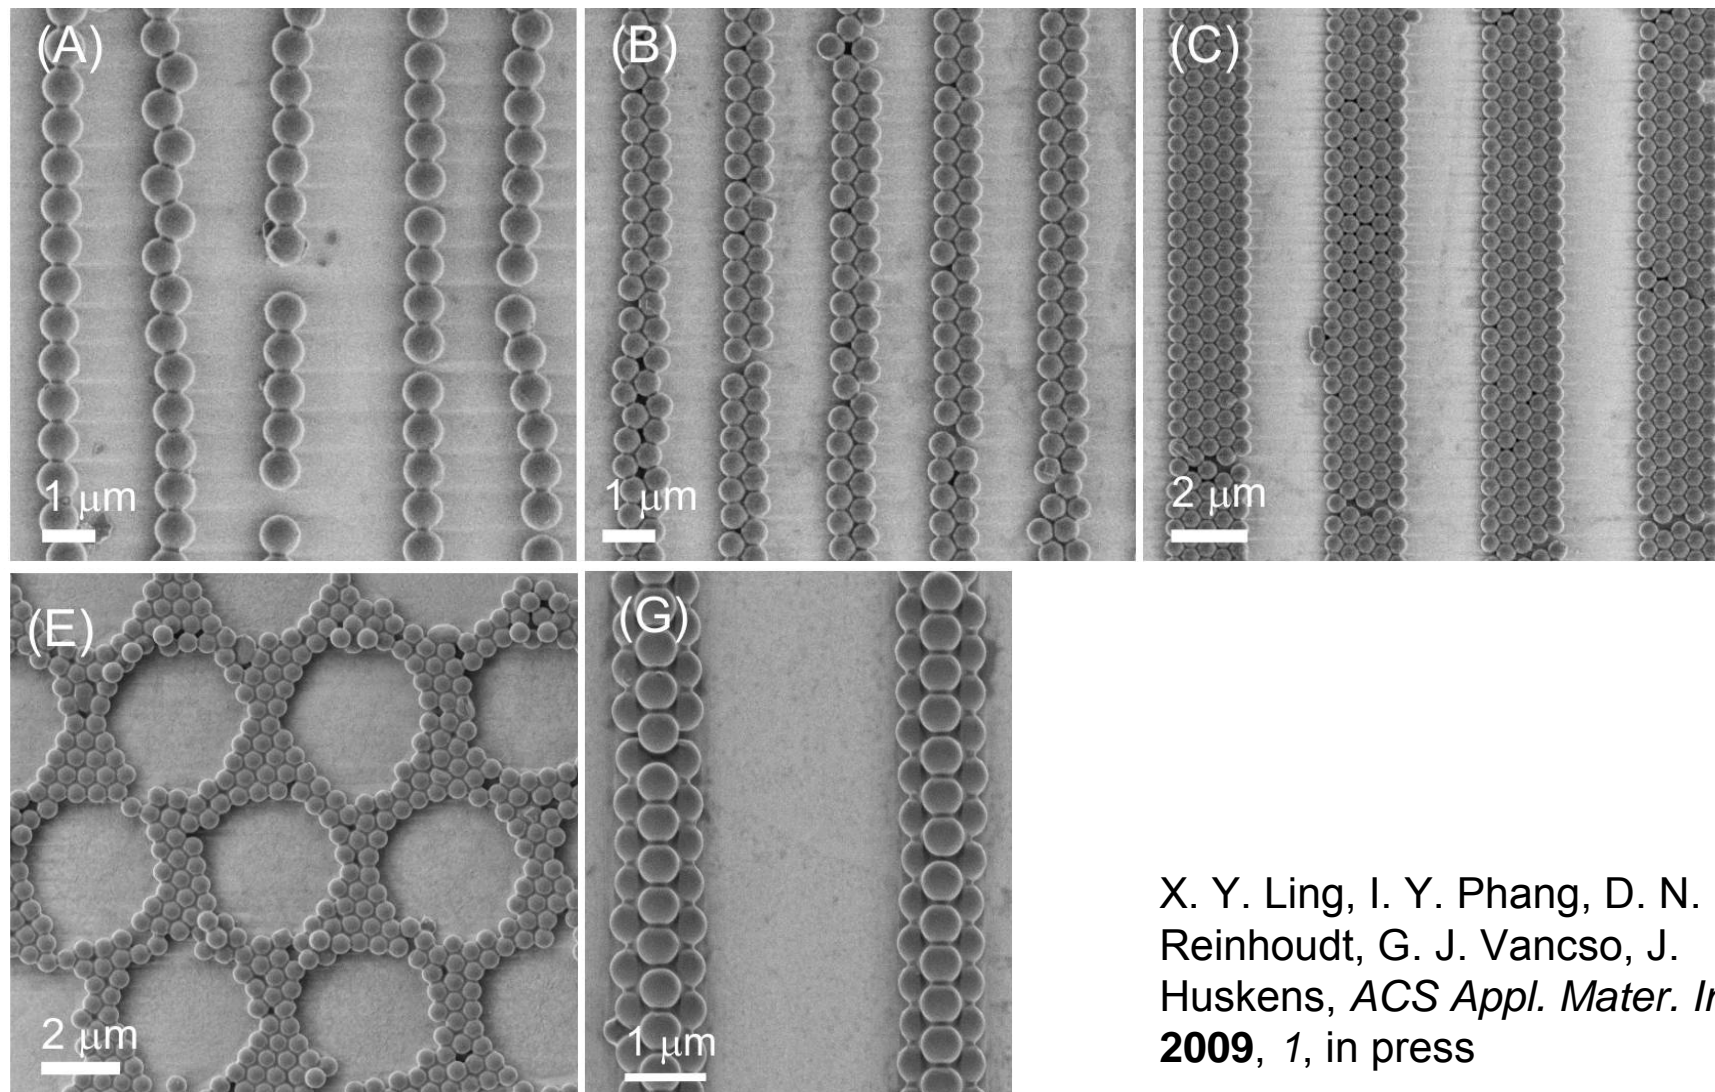 (A)
(B)
(C)
1 μm
1 μm
2 μm
(E)
(G)
2 μm
1 μm
X. Y. Ling, I. Y. Phang, D. N.
Reinhoudt, G. J. Vancso, J.
Huskens, ACS Appl. Mater. In
2009, 1, in press